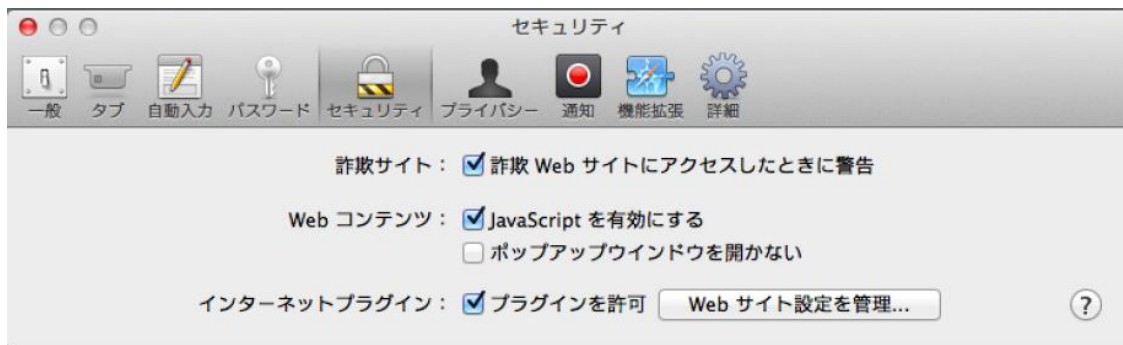 セキュリティ
一般 タブ 自動入力 パスワード セキュリティ プライバシー 通知 機能拡張 詳細
詐欺サイト： 詐欺 Web サイトにアクセスしたときに警告
Web コンテンツ： JavaScript を有効にする
ポップアップウインドウを開かない
インターネットプラグイン： プラグインを許可 Web サイト設定を管理... ?